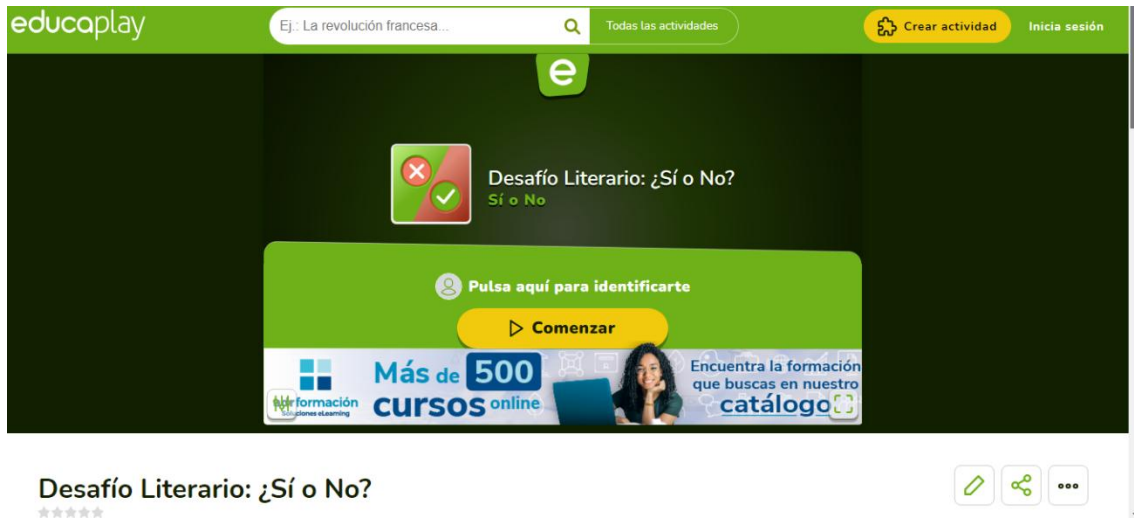 educaplay
Ej.: La revolución francesa...
Todas las actividades
Crear actividad
Inicia sesión
e
Desafío Literario: ¿Sí o No?
Sí o No
Pulsa aquí para identificarte
Comenzar
Más de 500
cursos online
formación
Soluciones eLearning
Encuentra la formación
que buscas en nuestro
catálogo
Desafío Literario: ¿Sí o No?